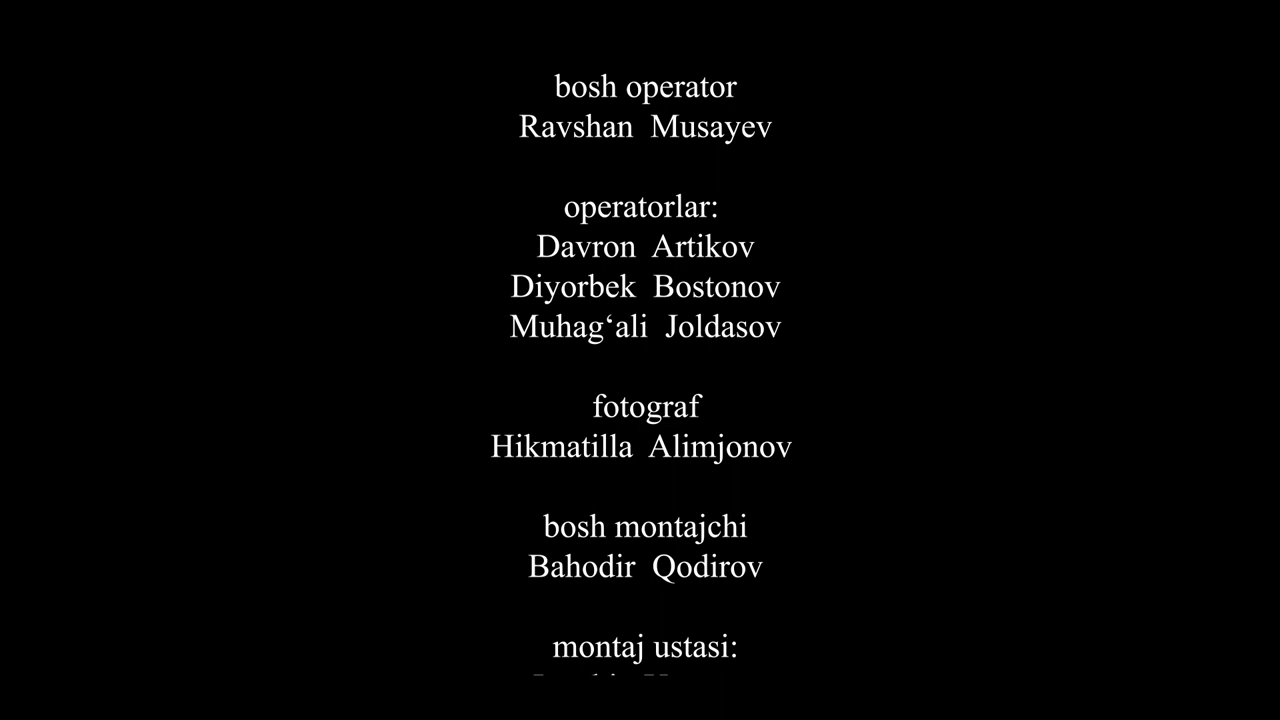 bosh operator
Ravshan Musayev
operatorlar:
Davron Artikov
Diyorbek Bostonov
Muhag‘ali Joldasov
fotograf
Hikmatilla Alimjonov
bosh montajchi
Bahodir Qodirov
montaj ustasi: